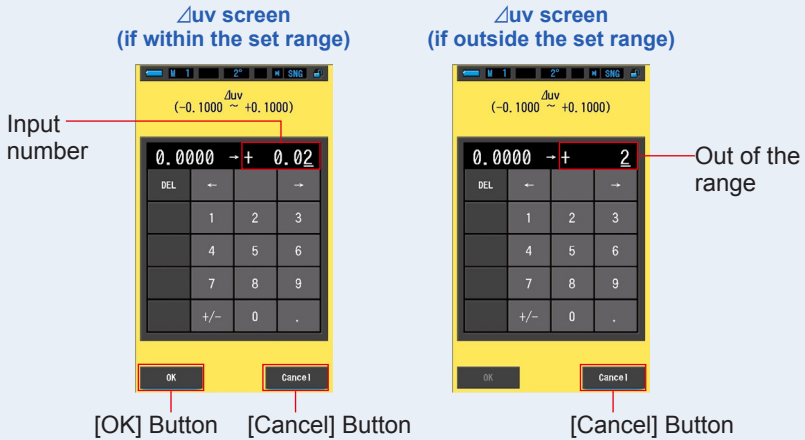 ⊿uv screen
(if within the set range)
M 1 2° SNG
⊿uv
(-0.1000 ~ +0.1000)
Input
number
0.0000 →+ 0.02
DEL ← →
1 2 3
4 5 6
7 8 9
+/- 0 .
OK Cancel
[OK] Button [Cancel] Button
⊿uv screen
(if outside the set range)
M 1 2° SNG
⊿uv
(-0.1000 ~ +0.1000)
0.0000 →+ 2
Out of the
range
DEL ← →
1 2 3
4 5 6
7 8 9
+/- 0 .
OK Cancel
[Cancel] Button